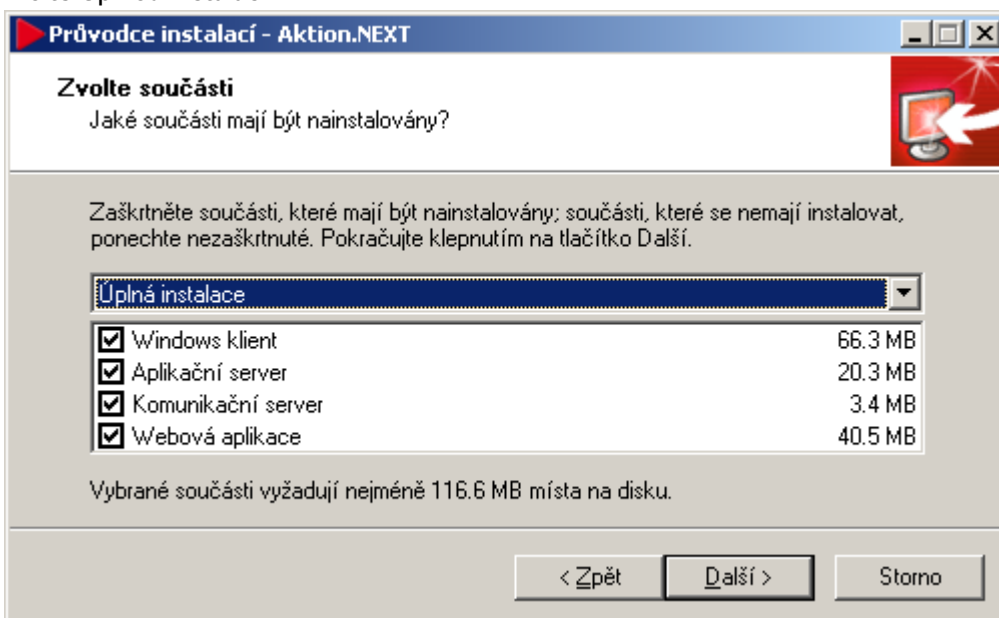 Průvodce instalací - Aktion.NEXT
Zvolte součásti
Jaké součásti mají být nainstalovány?
Zaškrtněte součásti, které mají být nainstalovány; součásti, které se nemají instalovat,
ponechte nezaškrtnuté. Pokračujte klepnutím na tlačítko Další.
Úplná instalace
Windows klient 66.3 MB
Aplikační server 20.3 MB
Komunikační server 3.4 MB
Webová aplikace 40.5 MB
Vybrané součásti vyžadují nejméně 116.6 MB místa na disku.
< Zpět Další > Storno